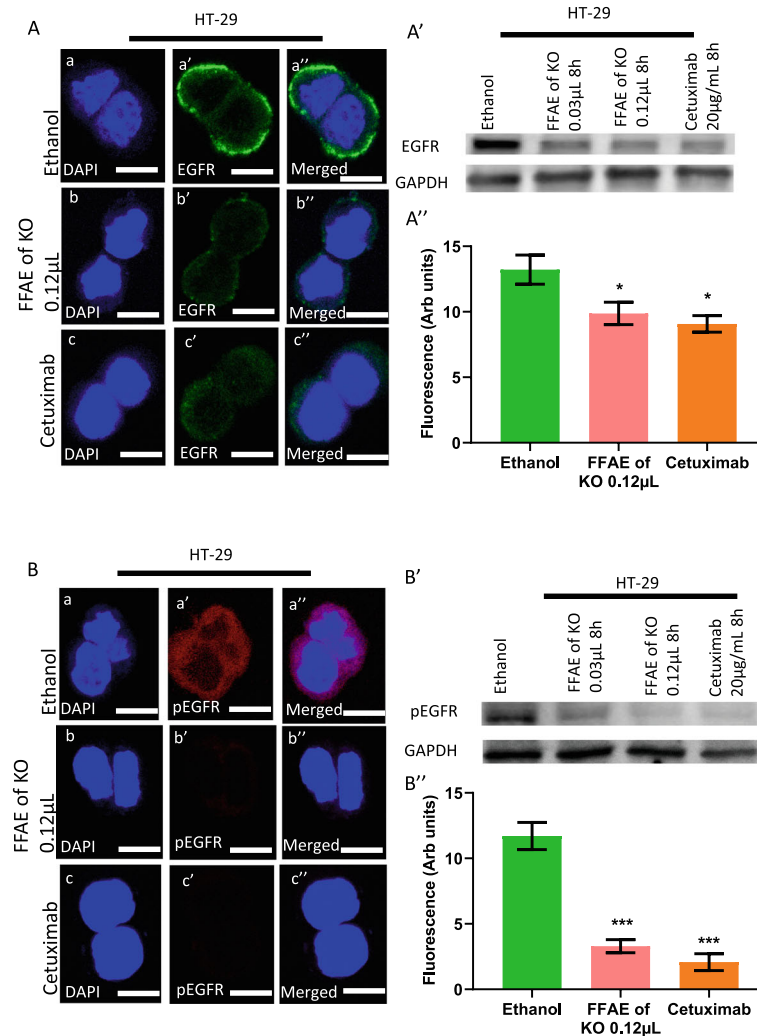 HT-29
A
a
a'
a''
Ethanol
DAPI
EGFR
Merged
b
b'
b''
FFAE of KO
0.12µL
DAPI
EGFR
Merged
c
c'
c''
Cetuximab
DAPI
EGFR
Merged
A'
HT-29
Ethanol
FFAE of KO
0.03µL 8h
FFAE of KO
0.12µL 8h
Cetuximab
20µg/mL 8h
EGFR
GAPDH
A''
Fluorescence (Arb units)
15
10
5
0
*
*
Ethanol
FFAE of
KO 0.12µL
Cetuximab
HT-29
B
a
a'
a''
Ethanol
DAPI
pEGFR
Merged
b
b'
b''
FFAE of KO
0.12µL
DAPI
pEGFR
Merged
c
c'
c''
Cetuximab
DAPI
pEGFR
Merged
B'
HT-29
Ethanol
FFAE of KO
0.03µL 8h
FFAE of KO
0.12µL 8h
Cetuximab
20µg/mL 8h
pEGFR
GAPDH
B''
Fluorescence (Arb units)
15
10
5
0
***
***
Ethanol
FFAE of
KO 0.12µL
Cetuximab